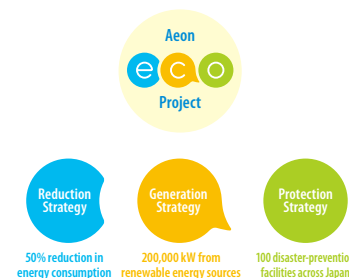 Aeon
eco
Project
Reduction
Strategy
Generation
Strategy
Protection
Strategy
50% reduction in
energy consumption
200,000 kW from
renewable energy sources
100 disaster-preventio
facilities across Japan